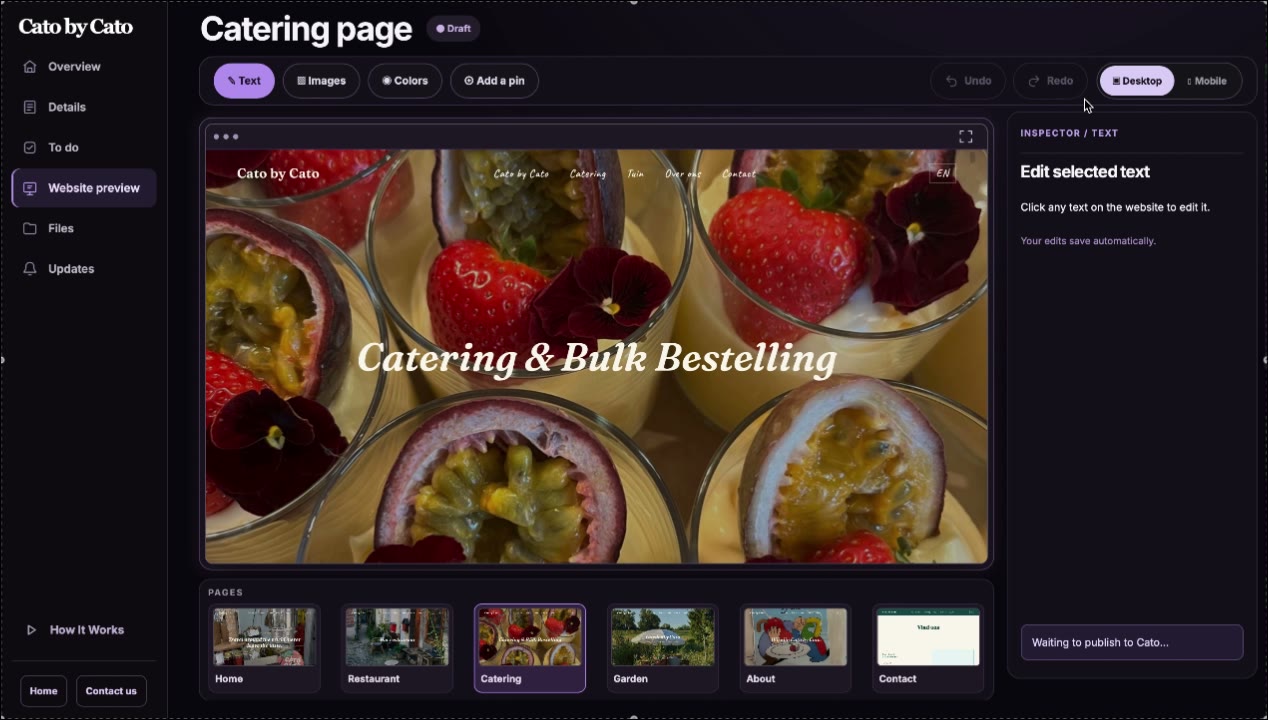 Cato by Cato
Overview
Details
To do
Website preview
Files
Updates
How It Works
Home
Contact us
Catering page
Draft
Text
Images
Colors
Add a pin
Undo
Redo
Desktop
Mobile
Cato by Cato
Cato by Cato
Catering
Tuin
Over ons
Contact
EN
Catering & Bulk Bestelling
INSPECTOR / TEXT
Edit selected text
Click any text on the website to edit it.
Your edits save automatically.
Waiting to publish to Cato...
PAGES
Catering & Bulk Bestelling
Home
Restaurant
Catering
Garden
About
Contact